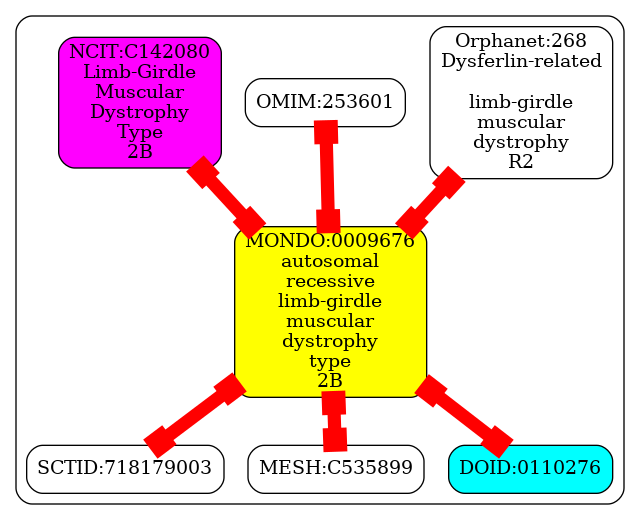 NCIT:C142080
Limb-Girdle
Muscular
Dystrophy
Type
2B
OMIM:253601
Orphanet:268
Dysferlin-related
limb-girdle
muscular
dystrophy
R2
MONDO:0009676
autosomal
recessive
limb-girdle
muscular
dystrophy
type
2B
SCTID:718179003
MESH:C535899
DOID:0110276